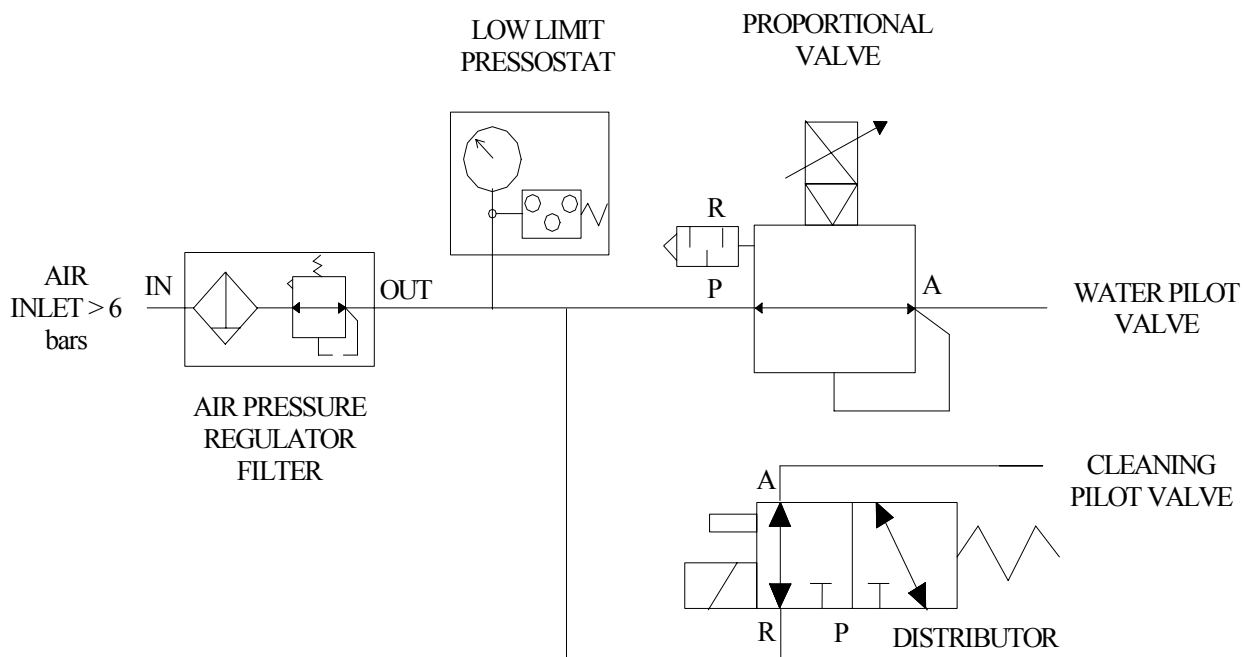 LOW LIMIT
PRESSOSTAT
PROPORTIONAL
VALVE
R
P
AIR
INLET > 6
bars
IN
OUT
A
WATER PILOT
VALVE
AIR PRESSURE
REGULATOR
FILTER
A
CLEANING
PILOT VALVE
R
P
DISTRIBUTOR